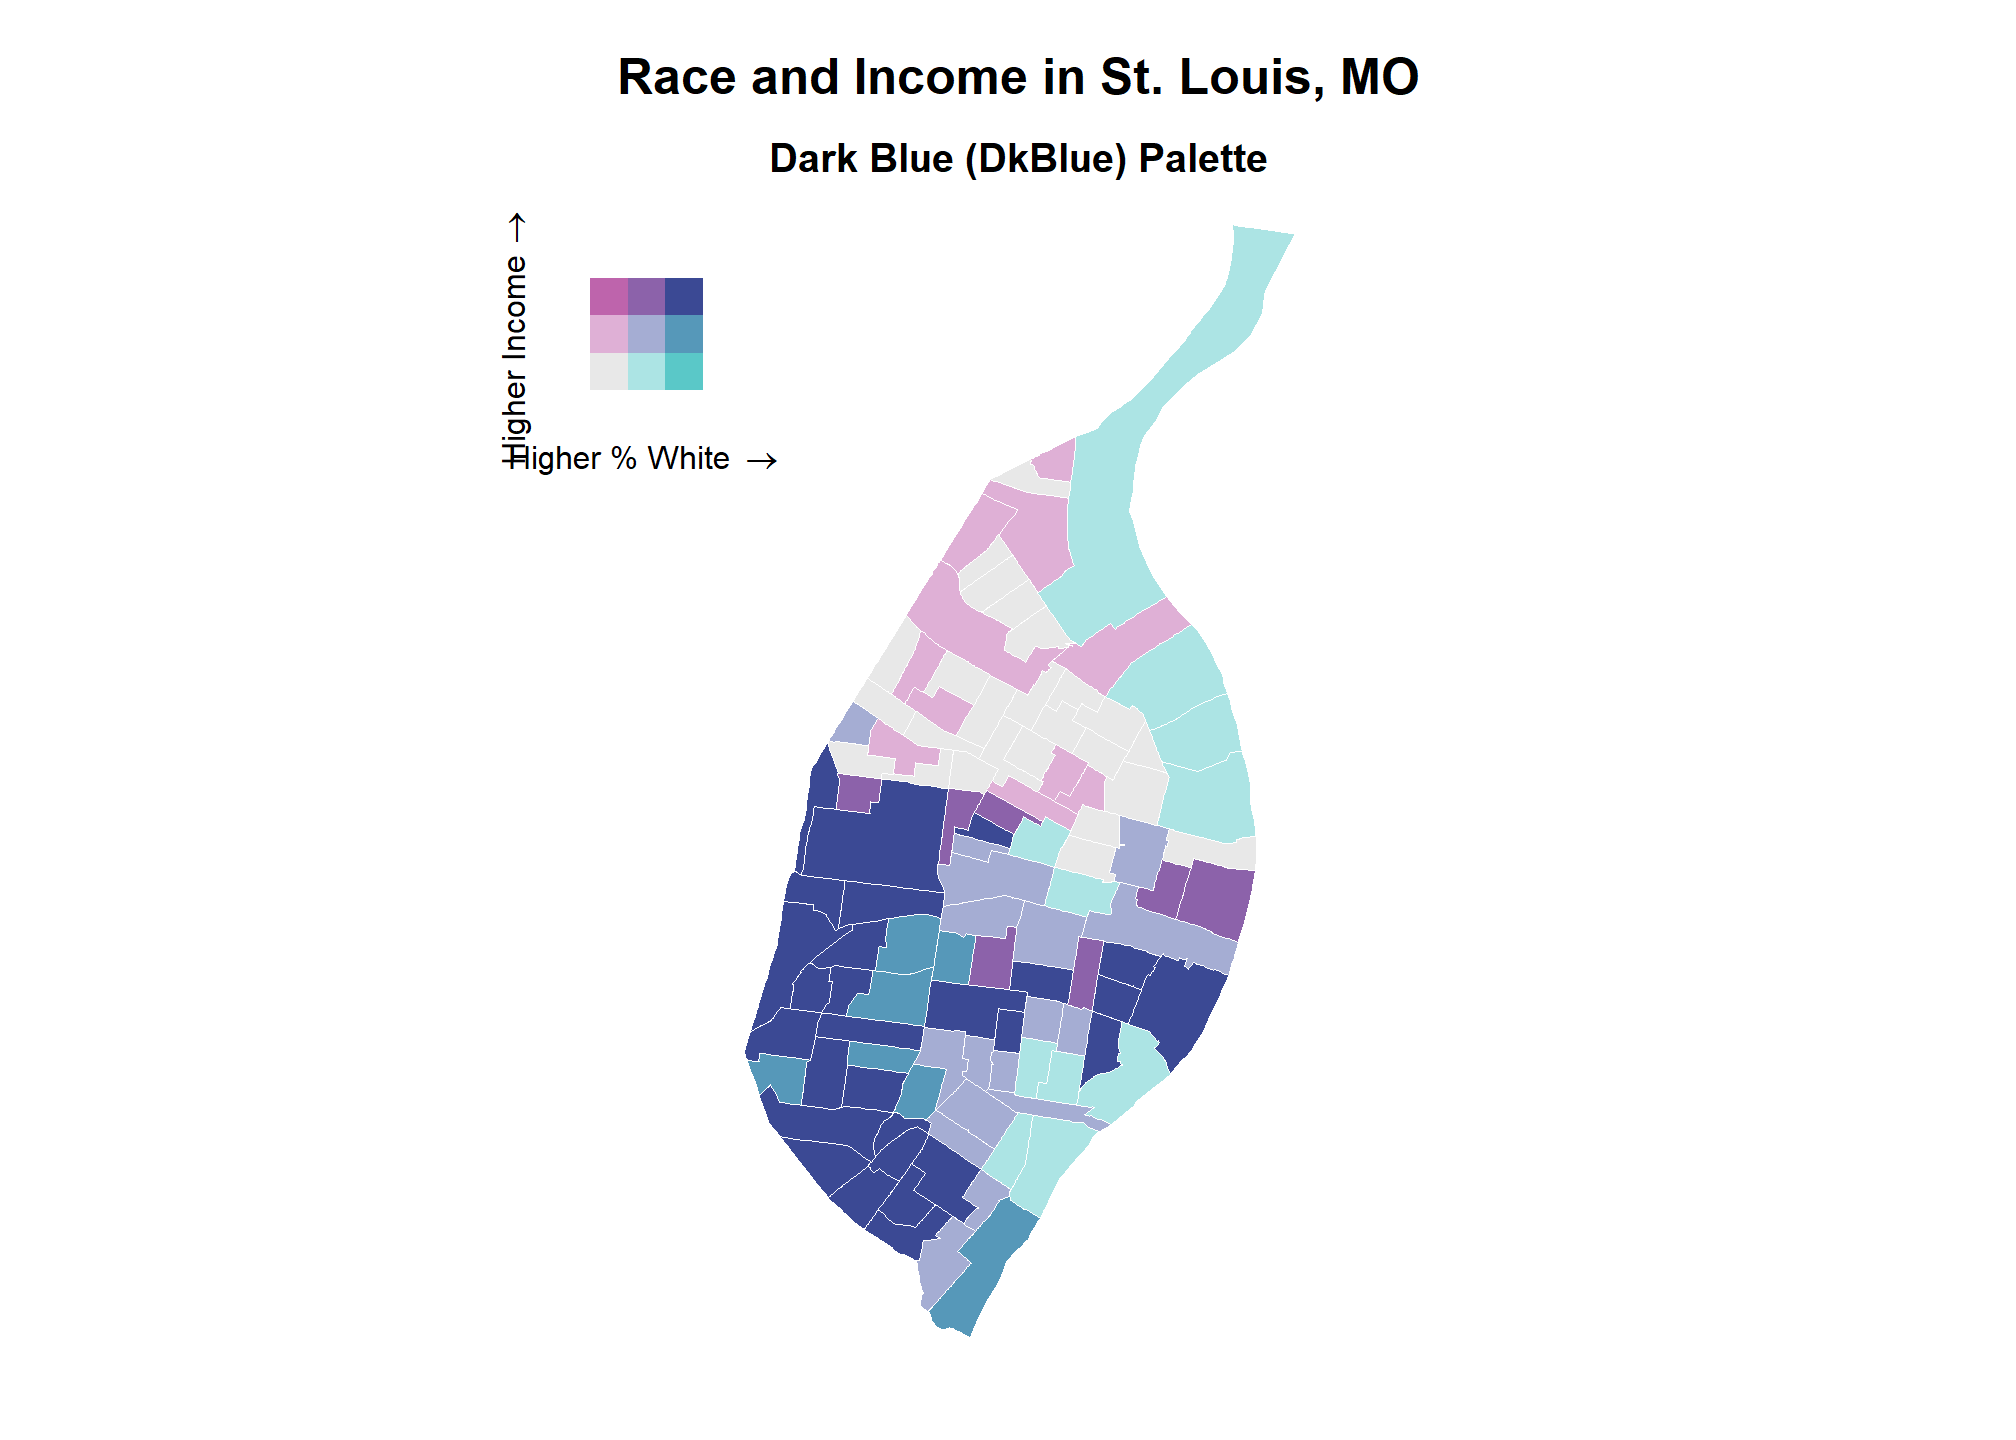 Race and Income in St. Louis, MO
Dark Blue (DkBlue) Palette
Higher Income →
Higher % White →